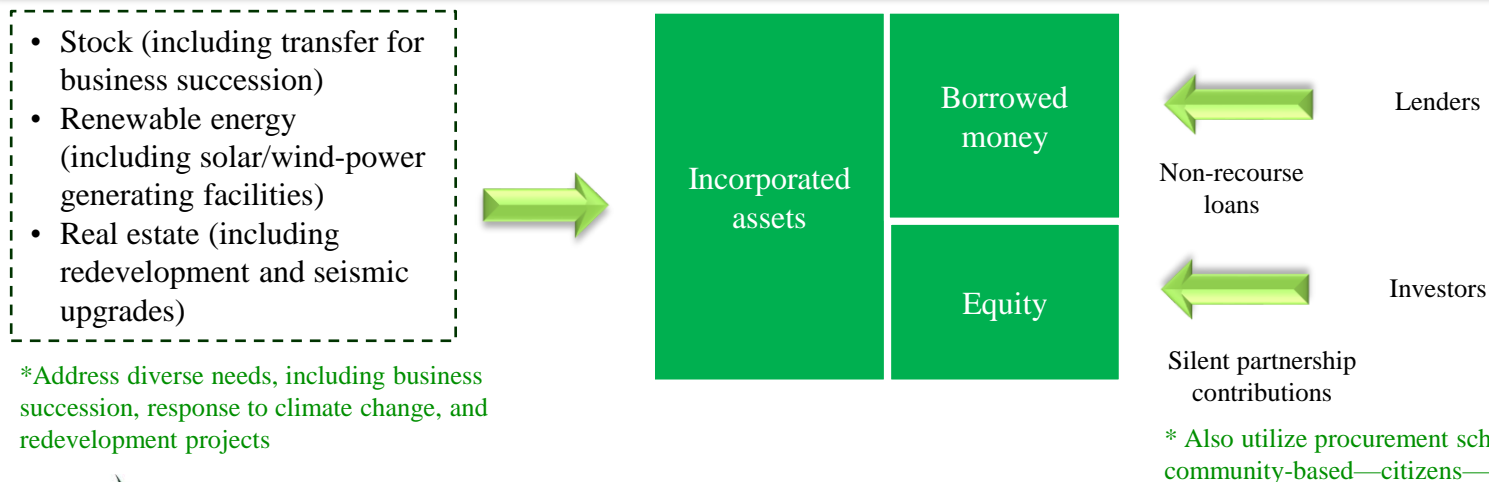 • Stock (including transfer for
business succession)
• Renewable energy
(including solar/wind-power
generating facilities)
• Real estate (including
redevelopment and seismic
upgrades)
*Address diverse needs, including business
succession, response to climate change, and
redevelopment projects
Incorporated
assets
Borrowed
money
Equity
Lenders
Non-recourse
loans
Investors
Silent partnership
contributions
* Also utilize procurement
community-based—citizens—